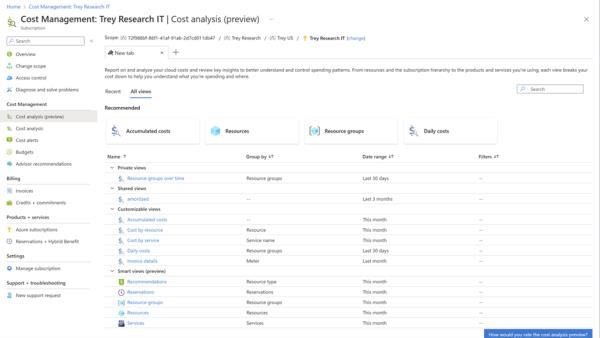 Home > Cost Management: Trey Research IT >
Cost Management: Trey Research IT | Cost analysis (preview) ...
Subscription
Search
Overview
Change scope
Access control
Diagnose and solve problems
Cost Management
Cost analysis (preview)
Cost analysis
Cost alerts
Budgets
Advisor recommendations
Billing
Invoices
Credits + commitments
Products + services
Azure subscriptions
Reservations + Hybrid Benefit
Settings
Manage subscription
Support + troubleshooting
New support request
Scope: / Trey Research / Trey US / Trey Research IT (change)
New tab
Report on and analyze your cloud costs and review key insights to better understand and control spending patterns. From resources and the subscription hierarchy to the products and services you're using, each view breaks your
cost down to help you understand what you're spending and where.
Recent All views
Search
Recommended
Accumulated costs Resources Resource groups Daily costs
Name ↑ Group by ↑↓ Date range ↑↓ Filters ↑↓
Private views
Resource groups over time Resource groups Last 30 days --
Shared views
amortized -- Last 3 months --
Customizable views
Accumulated costs -- This month --
Cost by resource Resource This month --
Cost by service Service name This month --
Daily costs Resource groups Last 30 days --
Invoice details Meter Last month --
Smart views (preview)
Recommendations Resource type This month --
Reservations Reservations This month --
Resource groups Resource groups This month --
Resources Resources This month --
Services Services This month --
How would you rate the cost analysis preview?